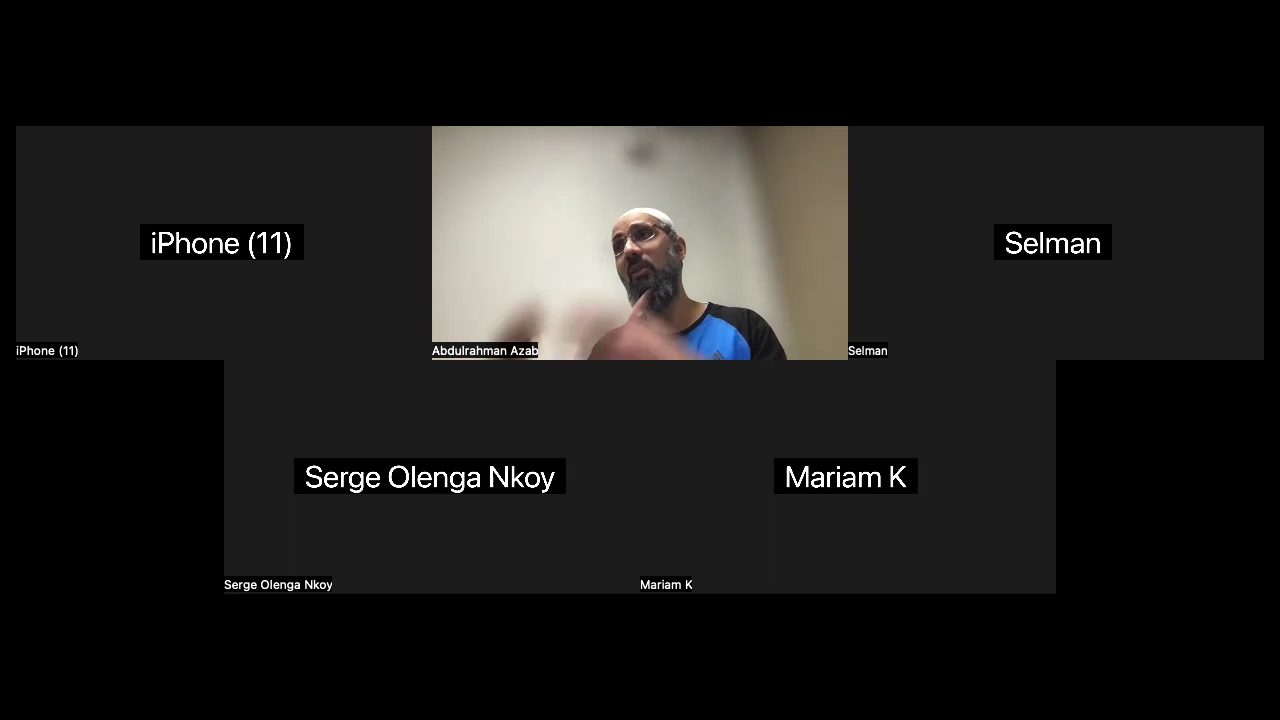 iPhone (11)
Selman
iPhone (11)
Abdulrahman Azab
Selman
Serge Olenga Nkoy
Mariam K
Serge Olenga Nkoy
Mariam K